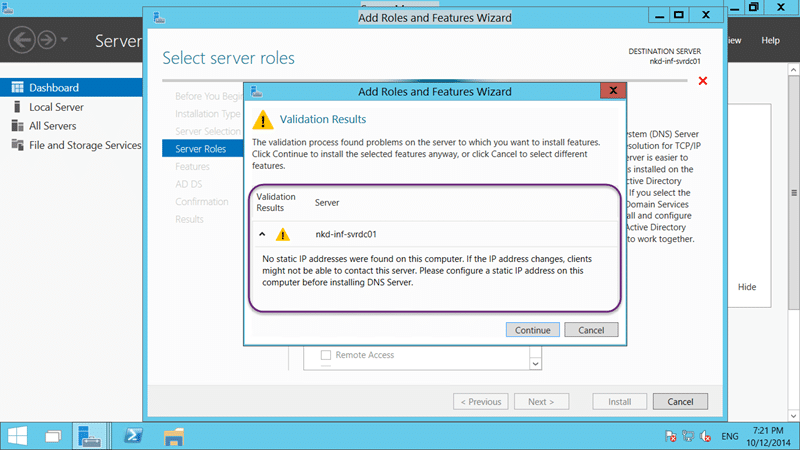 Add Roles and Features Wizard
Server
iew
Help
Select server roles
DESTINATION SERVER
nkd-inf-svrdc01
Dashboard
Local Server
All Servers
File and Storage Services
Before You Begin
Installation Type
Server Selection
Server Roles
Features
AD DS
Confirmation
Results
Add Roles and Features Wizard
Validation Results
The validation process found problems on the server to which you want to install features.
Click Continue to install the selected features anyway, or click Cancel to select different
features.
Validation
Results
Server
nkd-inf-svrdc01
No static IP addresses were found on this computer. If the IP address changes, clients
might not be able to contact this server. Please configure a static IP address on this
computer before installing DNS Server.
Continue
Cancel
ystem (DNS) Server
esolution for TCP/IP
erver is easier to
is installed on the
ctive Directory
If you select the
Domain Services
all and configure
Active Directory
to work together.
Hide
Remote Access
< Previous
Next >
Install
Cancel
ENG
7:21 PM
10/12/2014